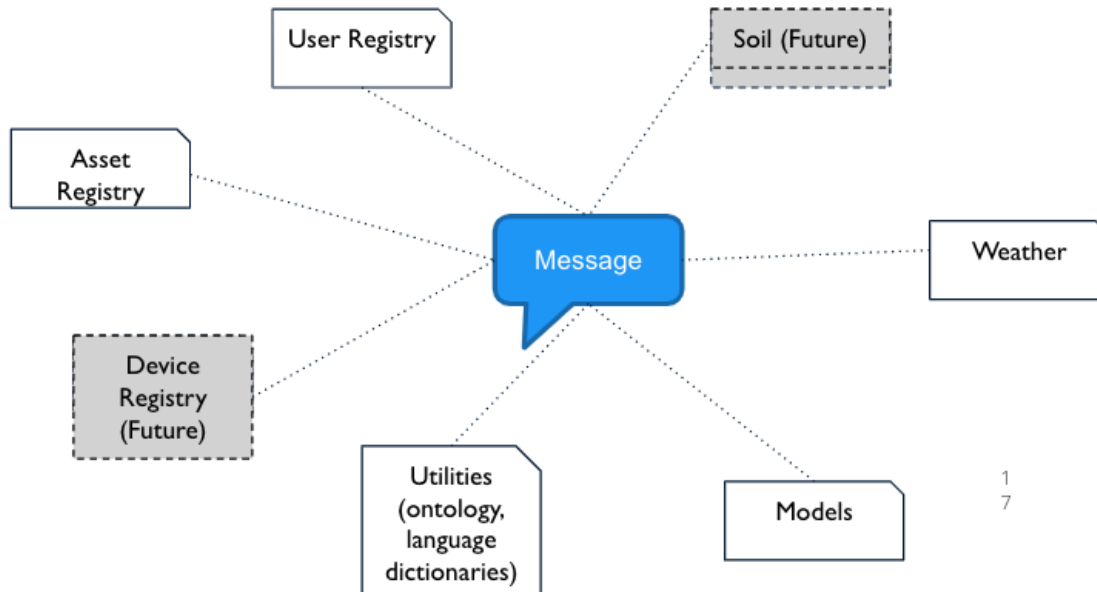 User Registry
Soil (Future)
Asset
Registry
Message
Weather
Device
Registry
(Future)
Utilities
(ontology,
language
dictionaries)
Models
1
7